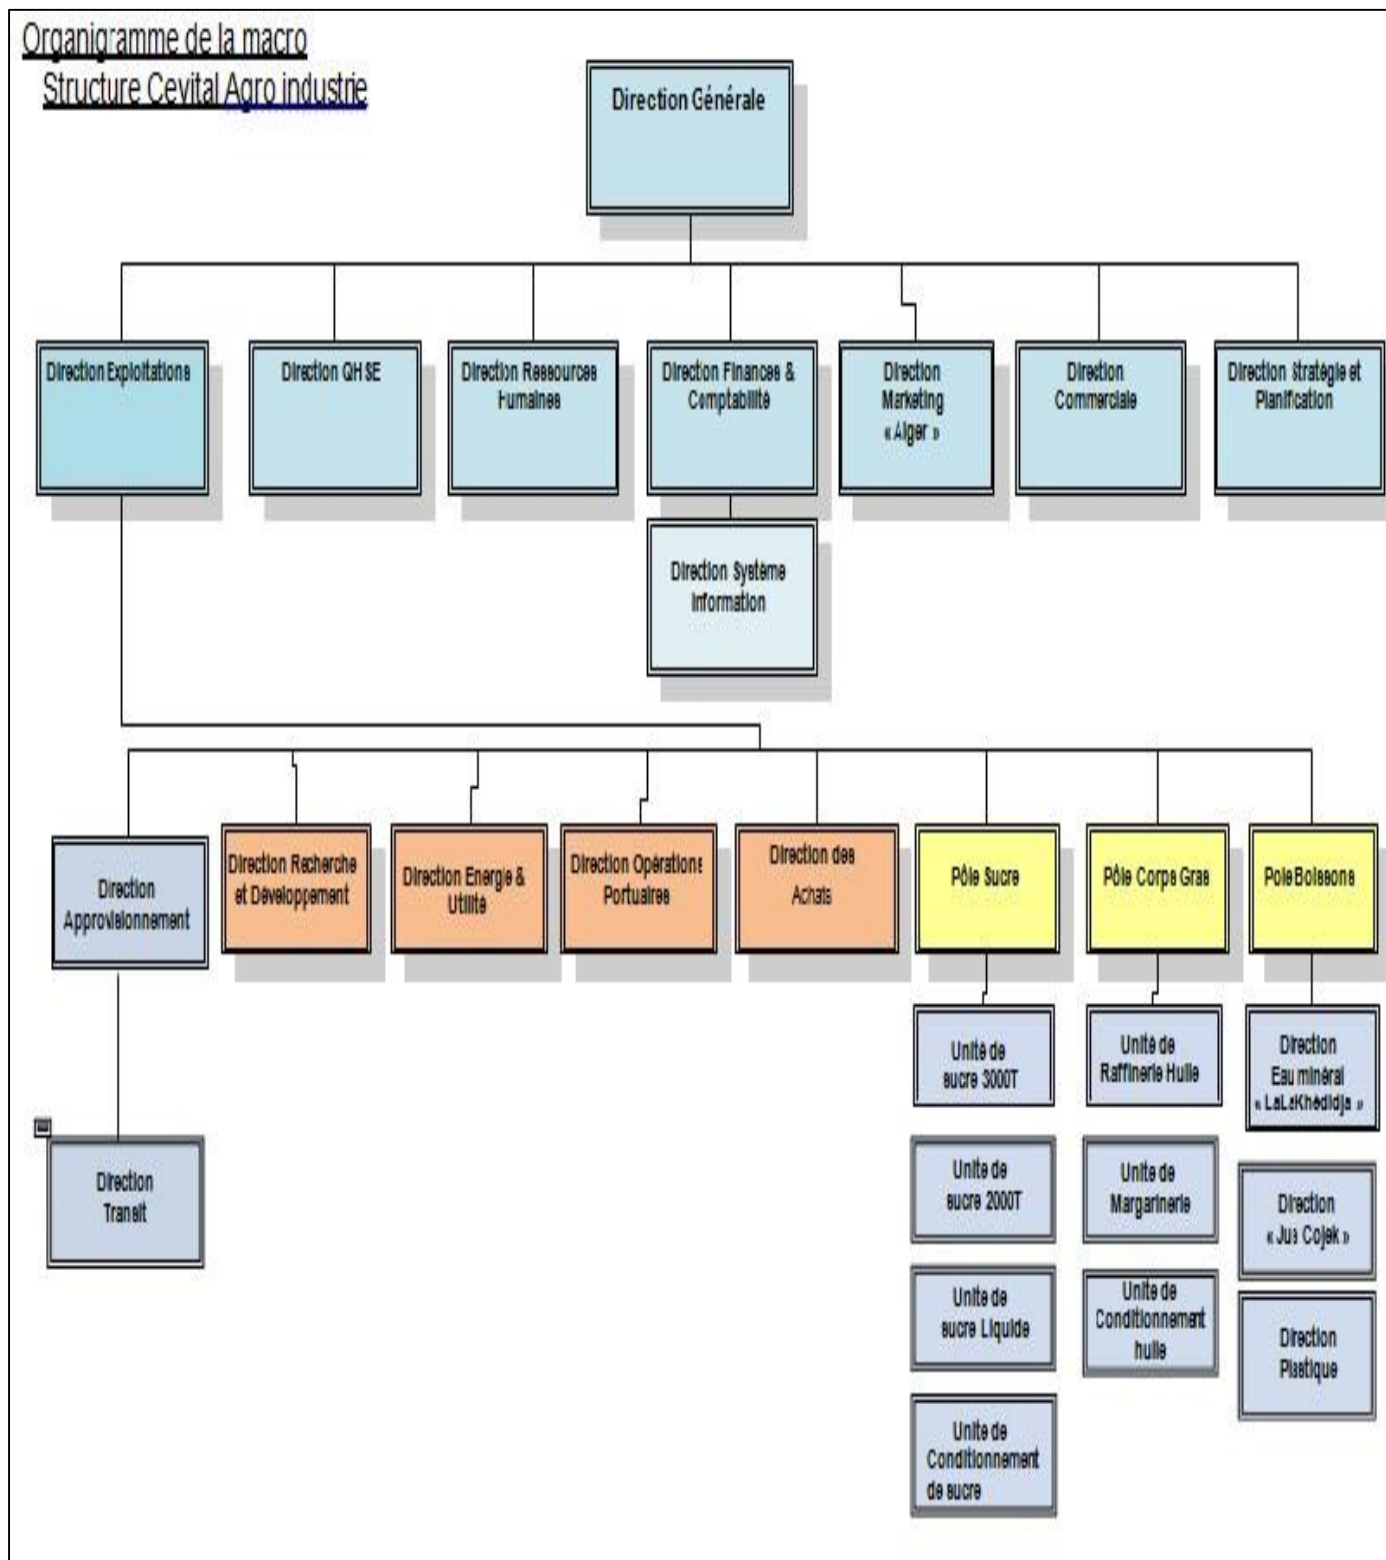 Organigramme de la macro
Structure Cevital Agro industrie
Direction Générale
Direction Exploitations
Direction QHSE
Direction Ressources
Humaines
Direction Finances &
Comptabilité
Direction
Marketing
« Alger »
Direction
Commerciale
Direction Stratégie et
Planification
Direction Système
Information
Direction
Approvisionnement
Direction Recherche
et Développement
Direction Energie &
Utilité
Direction Opérations
Portuaires
Direction des
Achats
Pôle Sucre
Pôle Corps Gras
Pole Boissons
Unité de
sucre 3000T
Unité de
Raffinerie Huile
Direction
Eau minéral
« LaLaKhédidja »
Direction
Transit
Unite de
sucre 2000T
Unite de
Margarinerie
Direction
« Jus Cojek »
Unite de
sucre Liquide
Unite de
Conditionnement
huile
Direction
Plastique
Unite de
Conditionnement
de sucre